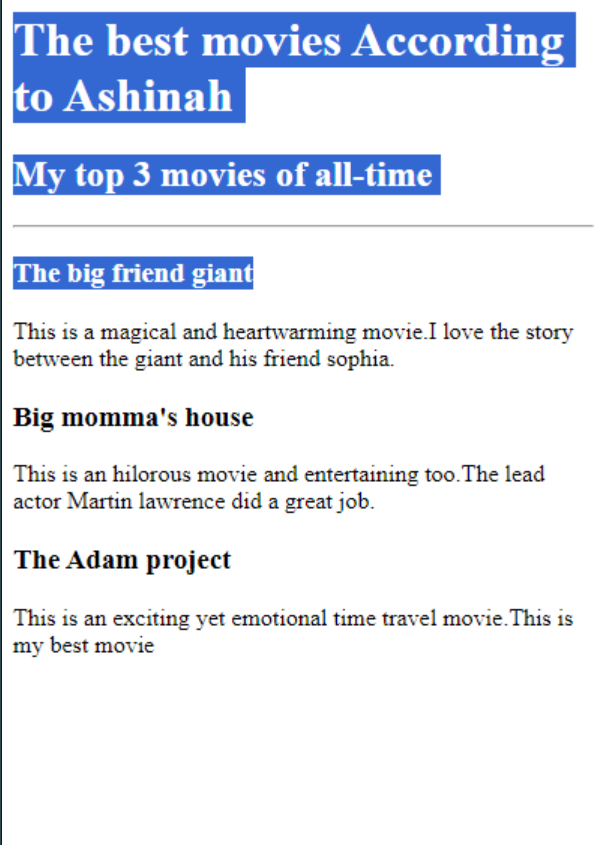 The best movies According
to Ashinah
My top 3 movies of all-time
The big friend giant
This is a magical and heartwarming movie.I love the story
between the giant and his friend sophia.
Big momma's house
This is an hilorous movie and entertaining too.The lead
actor Martin lawrence did a great job.
The Adam project
This is an exciting yet emotional time travel movie.This is
my best movie